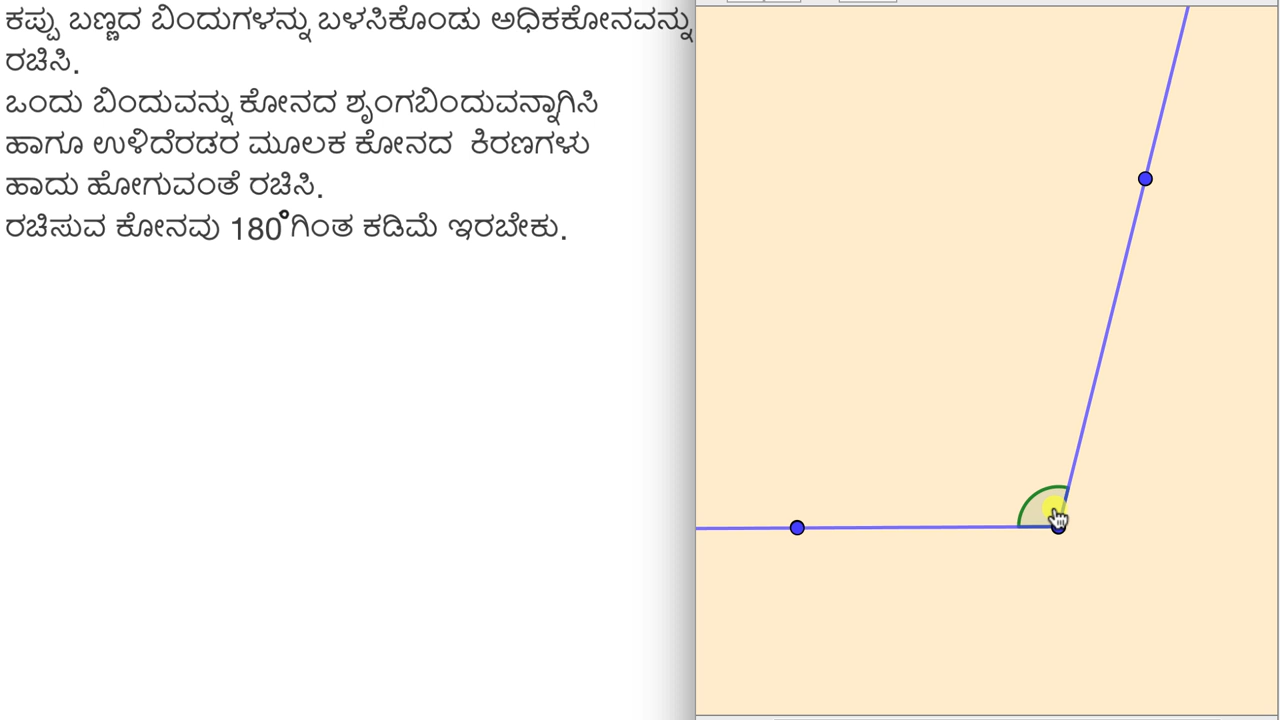 ಕಪ್ಪು ಬಣ್ಣದ ಬಿಂದುಗಳನ್ನು ಬಳಸಿಕೊಂಡು ಅಧಿಕಕೋನವನ್ನು
ರಚಿಸಿ.
ಒಂದು ಬಿಂದುವನ್ನು ಕೋನದ ಶೃಂಗಬಿಂದುವನ್ನಾಗಿಸಿ
ಹಾಗೂ ಉಳಿದೆರಡರ ಮೂಲಕ ಕೋನದ ಕಿರಣಗಳು
ಹಾದು ಹೋಗುವಂತೆ ರಚಿಸಿ.
ರಚಿಸುವ ಕೋನವು 180°ಗಿಂತ ಕಡಿಮೆ ಇರಬೇಕು.